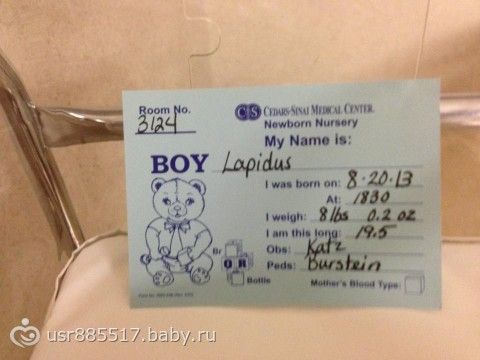 Room No.
3124
CS CEDARS-SINAI MEDICAL CENTER.
Newborn Nursery
My Name is:
BOY Lapidus
I was born on: 8·20·13
At: 1830
I weigh: 8 lbs 0.2 oz
I am this long: 19.5
Obs: Katz
Peds: Burstein
Br
O R
Bottle
Mother's Blood Type:
usr885517.baby.ru